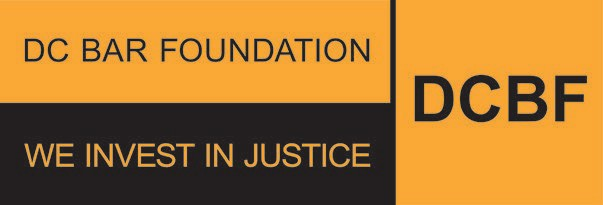 DC BAR FOUNDATION
WE INVEST IN JUSTICE
DCBF